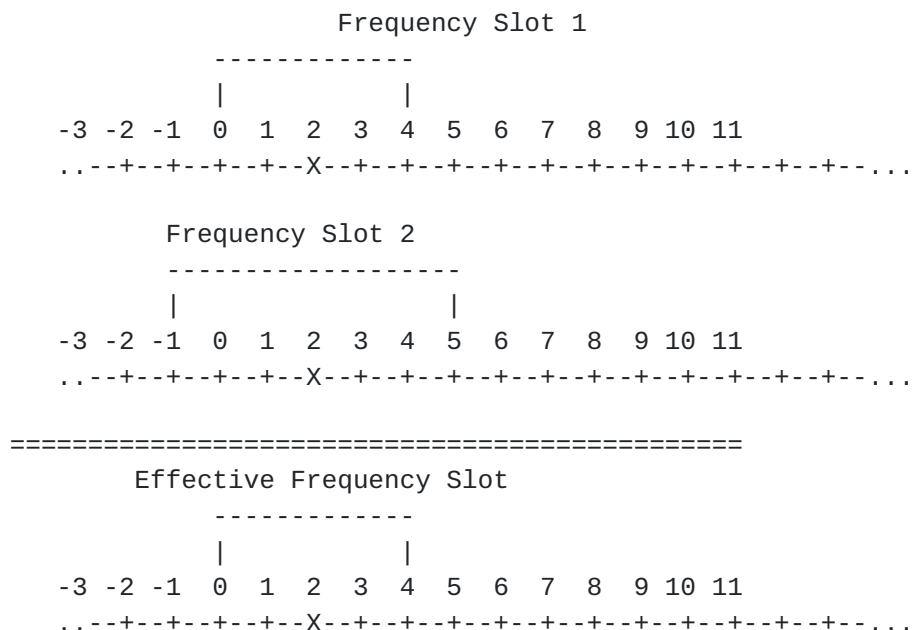 Frequency Slot 1
             -------------
             |           |
   -3 -2 -1  0  1  2  3  4  5  6  7  8  9 10 11
   ..--+--+--+--+--X--+--+--+--+--+--+--+--+--+--+--+--...

          Frequency Slot 2
          -------------------
          |                 |
   -3 -2 -1  0  1  2  3  4  5  6  7  8  9 10 11
   ..--+--+--+--+--X--+--+--+--+--+--+--+--+--+--+--+--...

===============================================
        Effective Frequency Slot
             -------------
             |           |
   -3 -2 -1  0  1  2  3  4  5  6  7  8  9 10 11
   ..--+--+--+--+--X--+--+--+--+--+--+--+--+--+--+--+--...